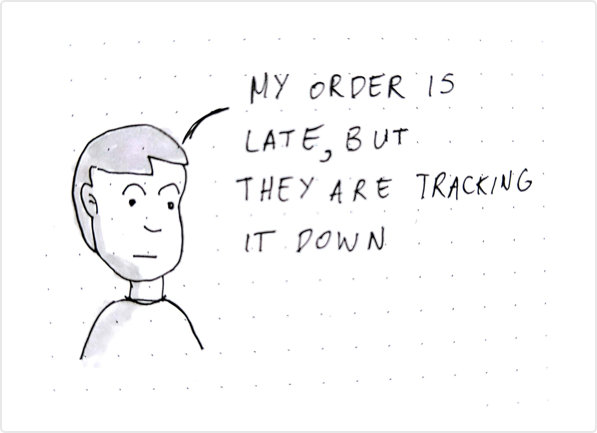 MY ORDER IS
LATE, BUT
THEY ARE TRACKING
IT DOWN